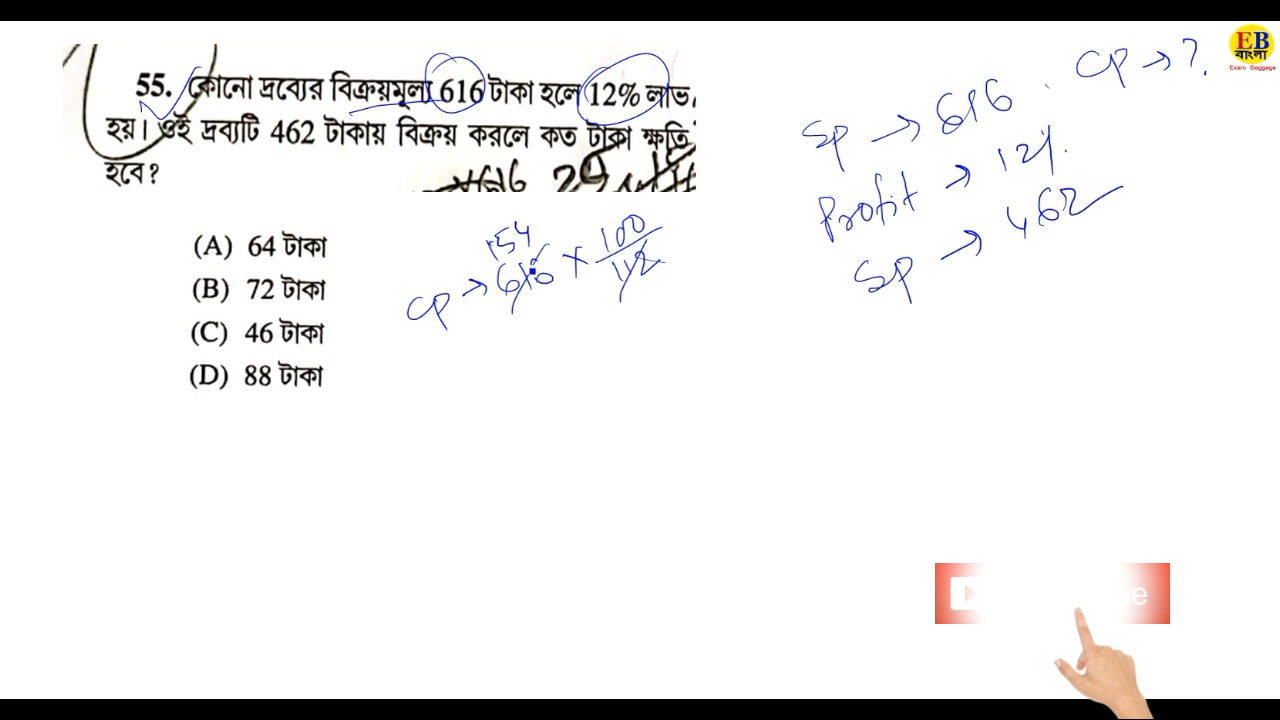 55. কোনো দ্রব্যের বিক্রয়মূল্য 616 টাকা হলে 12% লাভ
হয়। ওই দ্রব্যটি 462 টাকায় বিক্রয় করলে কত টাকা ক্ষতি
হবে?
(A) 64 টাকা
(B) 72 টাকা
(C) 46 টাকা
(D) 88 টাকা
154
CP → 616 × 100/112
SP → 616
CP → ?
Profit → 12%
SP → 462
EB
বাংলা
Exam Baggage